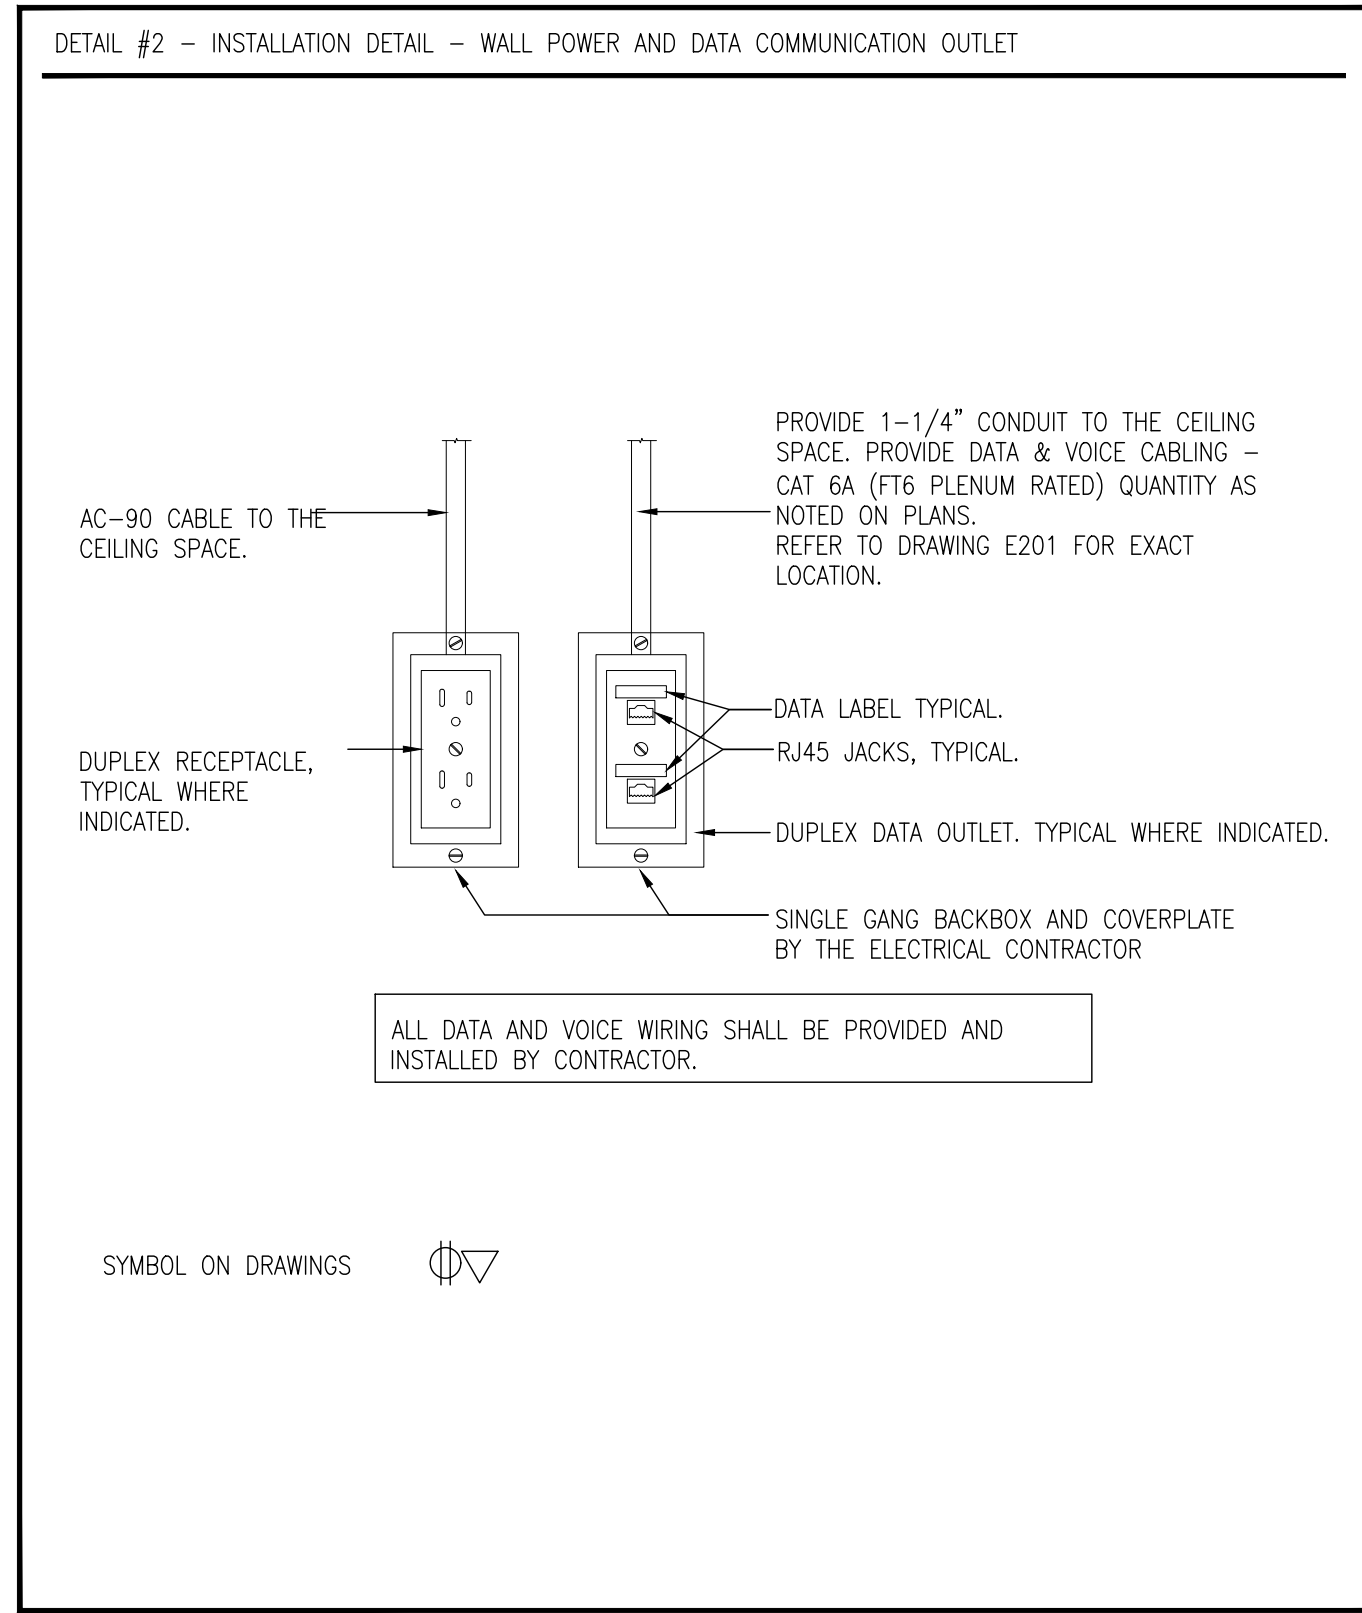 DETAIL #2 – INSTALLATION DETAIL – WALL POWER AND DATA COMMUNICATION OUTLET
PROVIDE 1–1/4" CONDUIT TO THE CEILING
SPACE. PROVIDE DATA & VOICE CABLING –
CAT 6A (FT6 PLENUM RATED) QUANTITY AS
NOTED ON PLANS.
REFER TO DRAWING E201 FOR EXACT
LOCATION.
AC–90 CABLE TO THE
CEILING SPACE.
DATA LABEL TYPICAL.
RJ45 JACKS, TYPICAL.
DUPLEX RECEPTACLE,
TYPICAL WHERE
INDICATED.
DUPLEX DATA OUTLET. TYPICAL WHERE INDICATED.
SINGLE GANG BACKBOX AND COVERPLATE
BY THE ELECTRICAL CONTRACTOR
ALL DATA AND VOICE WIRING SHALL BE PROVIDED AND
INSTALLED BY CONTRACTOR.
SYMBOL ON DRAWINGS